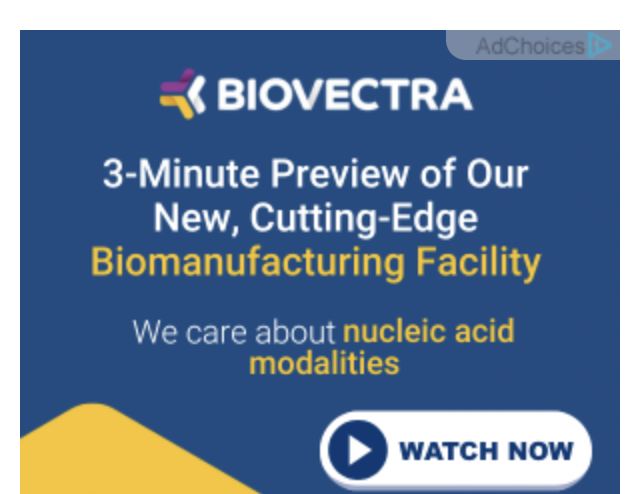 AdChoices
BIOVECTRA
3-Minute Preview of Our
New, Cutting-Edge
Biomanufacturing Facility
We care about nucleic acid
modalities
WATCH NOW